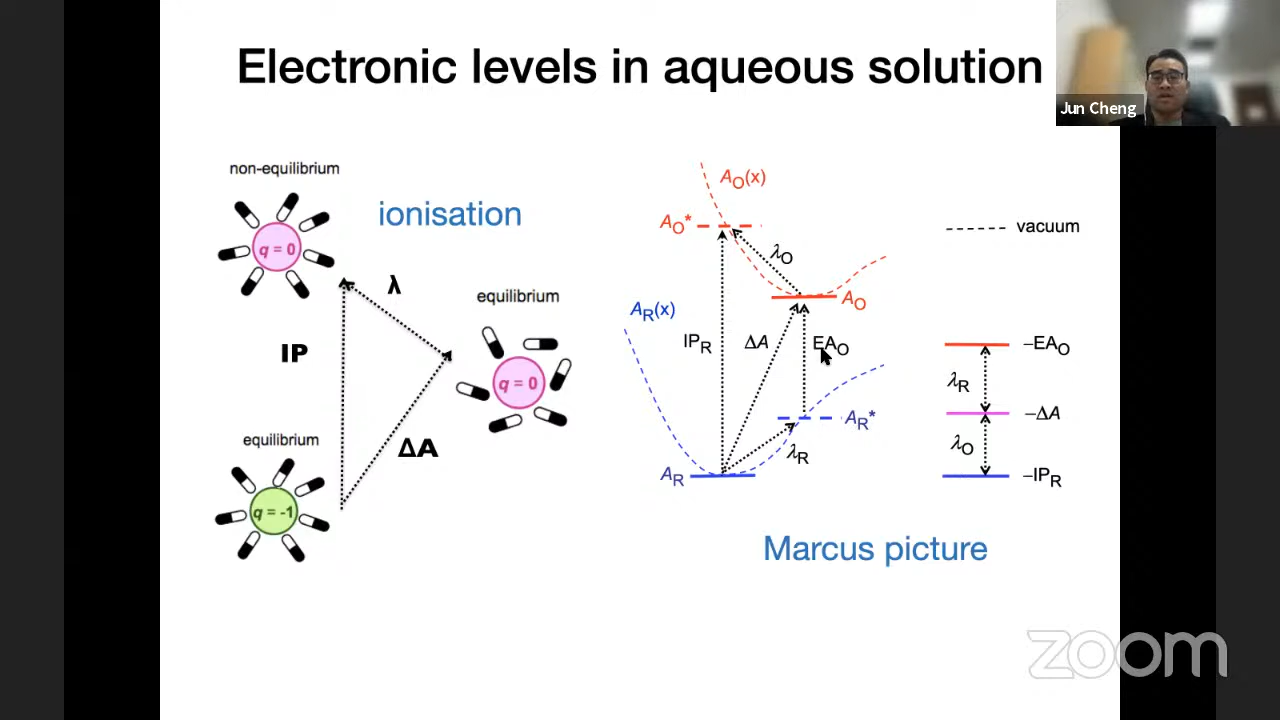 Electronic levels in aqueous solution
Jun Cheng
non-equilibrium
q = 0
ionisation
λ
IP
equilibrium
q = 0
ΔA
equilibrium
q = -1
A_O(x)
A_O*
λ_O
A_O
A_R(x)
IP_R
ΔA
EA_O
A_R*
λ_R
A_R
vacuum
−EA_O
λ_R
−ΔA
λ_O
−IP_R
Marcus picture
zoom